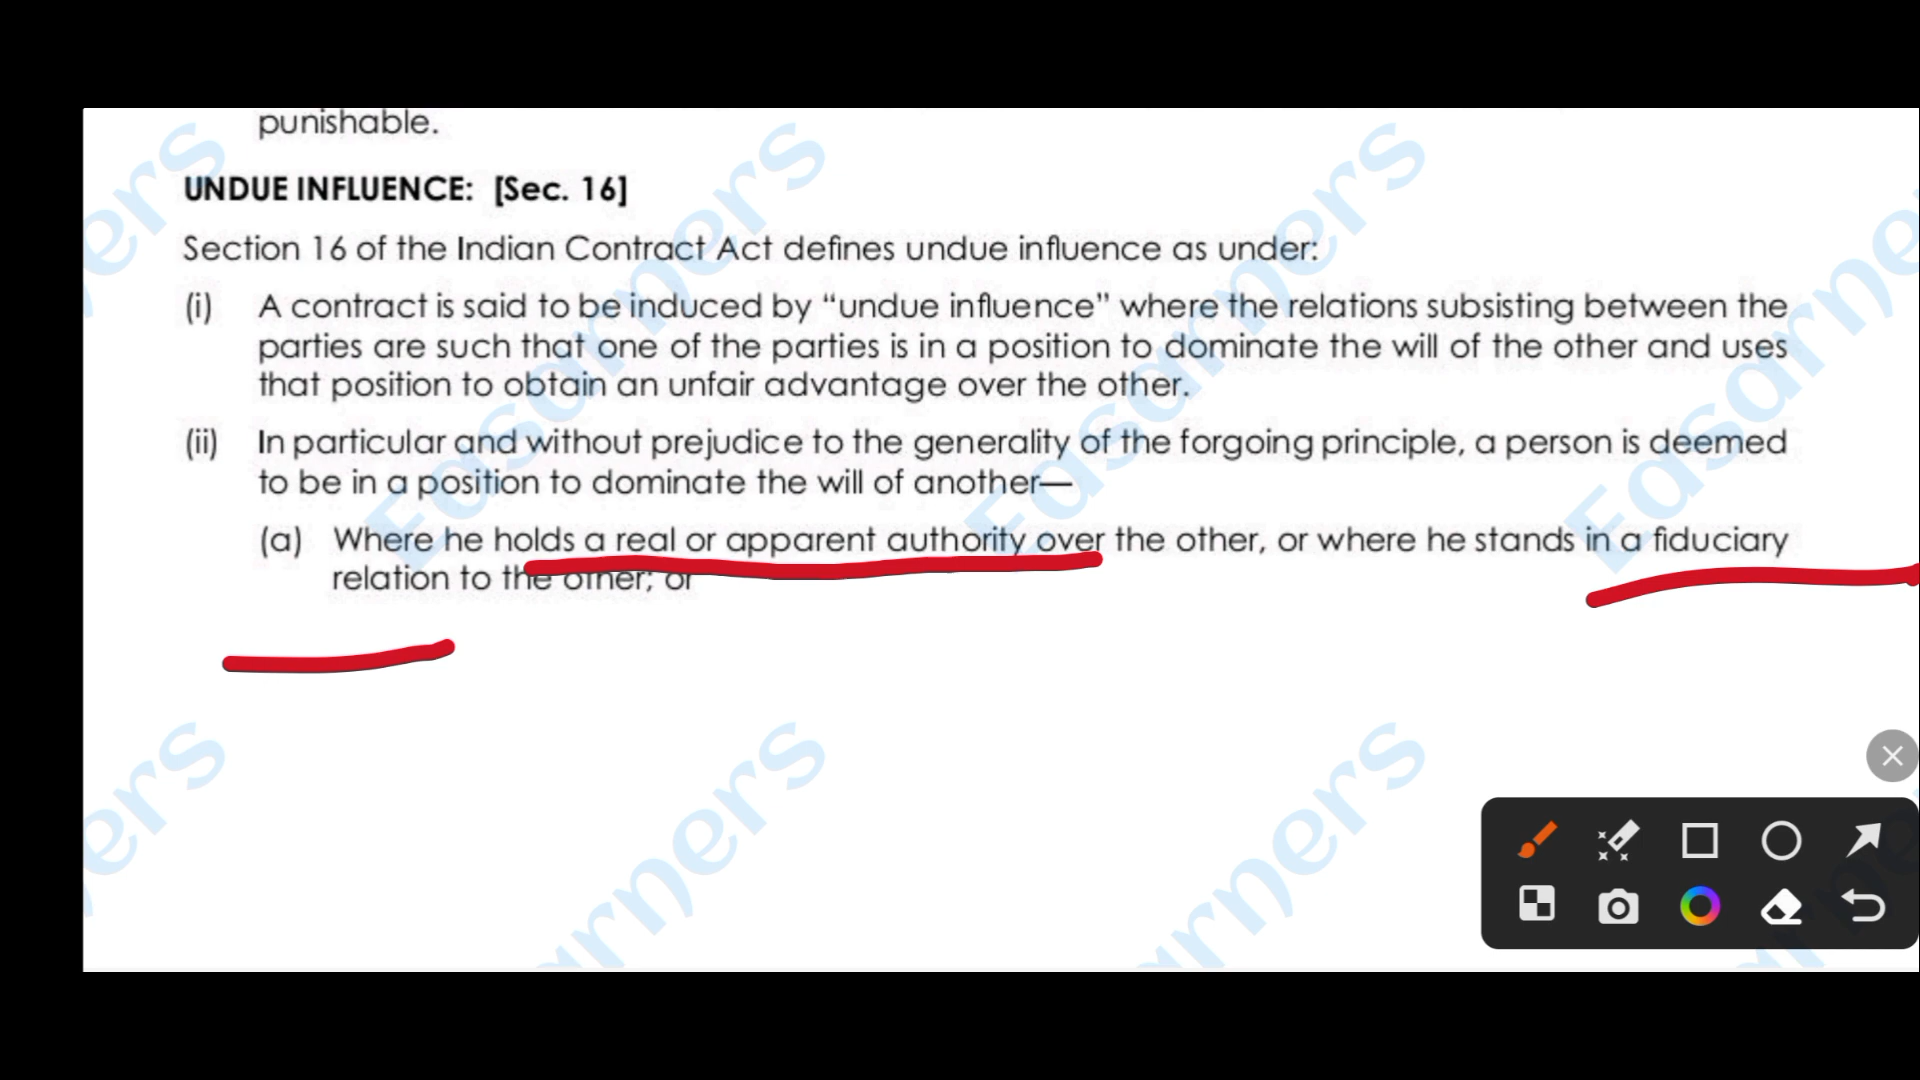 punishable.
UNDUE INFLUENCE: [Sec. 16]
Section 16 of the Indian Contract Act defines undue influence as under:
(i) A contract is said to be induced by “undue influence” where the relations subsisting between the
parties are such that one of the parties is in a position to dominate the will of the other and uses
that position to obtain an unfair advantage over the other.
(ii) In particular and without prejudice to the generality of the forgoing principle, a person is deemed
to be in a position to dominate the will of another—
(a) Where he holds a real or apparent authority over the other, or where he stands in a fiduciary
relation to the other; or
Easarners
Easarners
Easarners